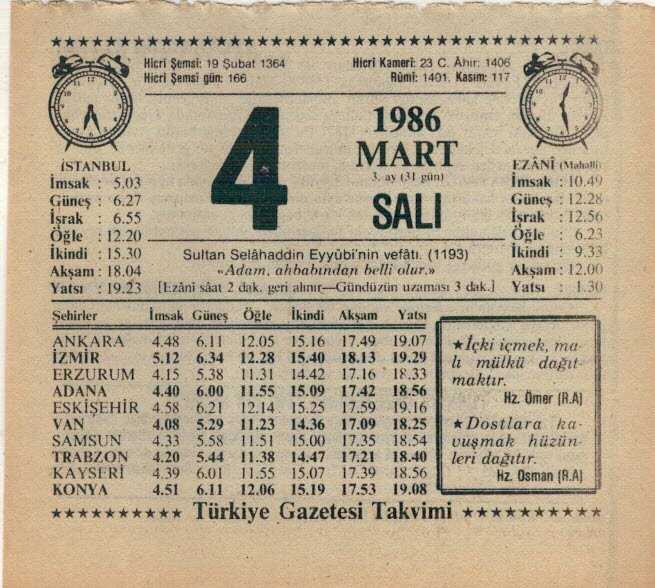 Hicrî Şemsi: 19 Şubat 1364
Hicri Şemsi gün: 166
Hicri Kamerî: 23 C. Âhir: 1406
Rûmî: 1401. Kasım: 117
4
1986
MART
3. ay (31 gün)
SALI
İSTANBUL
İmsak : 5.03
Güneş : 6.27
İşrak : 6.55
Öğle : 12.20
İkindi : 15.30
Akşam : 18.04
Yatsı : 19.23
EZÂNÎ (Mahallî)
İmsak : 10.49
Güneş : 12.28
İşrak : 12.56
Öğle : 6.23
İkindi : 9.33
Akşam : 12.00
Yatsı : 1.30
Sultan Selâhaddin Eyyûbi'nin vefâtı. (1193)
«Adam, ahbabından belli olur.»
[Ezânî sâat 2 dak. geri alınır—Gündüzün uzaması 3 dak.]
Şehirler İmsak Güneş Öğle İkindi Akşam Yatsı
ANKARA 4.48 6.11 12.05 15.16 17.49 19.07
İZMİR 5.12 6.34 12.28 15.40 18.13 19.29
ERZURUM 4.15 5.38 11.31 14.42 17.16 18.33
ADANA 4.40 6.00 11.55 15.09 17.42 18.56
ESKİŞEHİR 4.58 6.21 12.14 15.25 17.59 19.16
VAN 4.08 5.29 11.23 14.36 17.09 18.25
SAMSUN 4.33 5.58 11.51 15.00 17.35 18.54
TRABZON 4.20 5.44 11.38 14.47 17.21 18.40
KAYSERİ 4.39 6.01 11.55 15.07 17.39 18.56
KONYA 4.51 6.11 12.06 15.19 17.53 19.08
★İçki içmek, ma-
lı mülkü dağıt-
maktır.
Hz. Ömer (R.A)
★Dostlara ka-
vuşmak hüzün-
leri dağıtır.
Hz. Osman (R.A)
Türkiye Gazetesi Takvimi